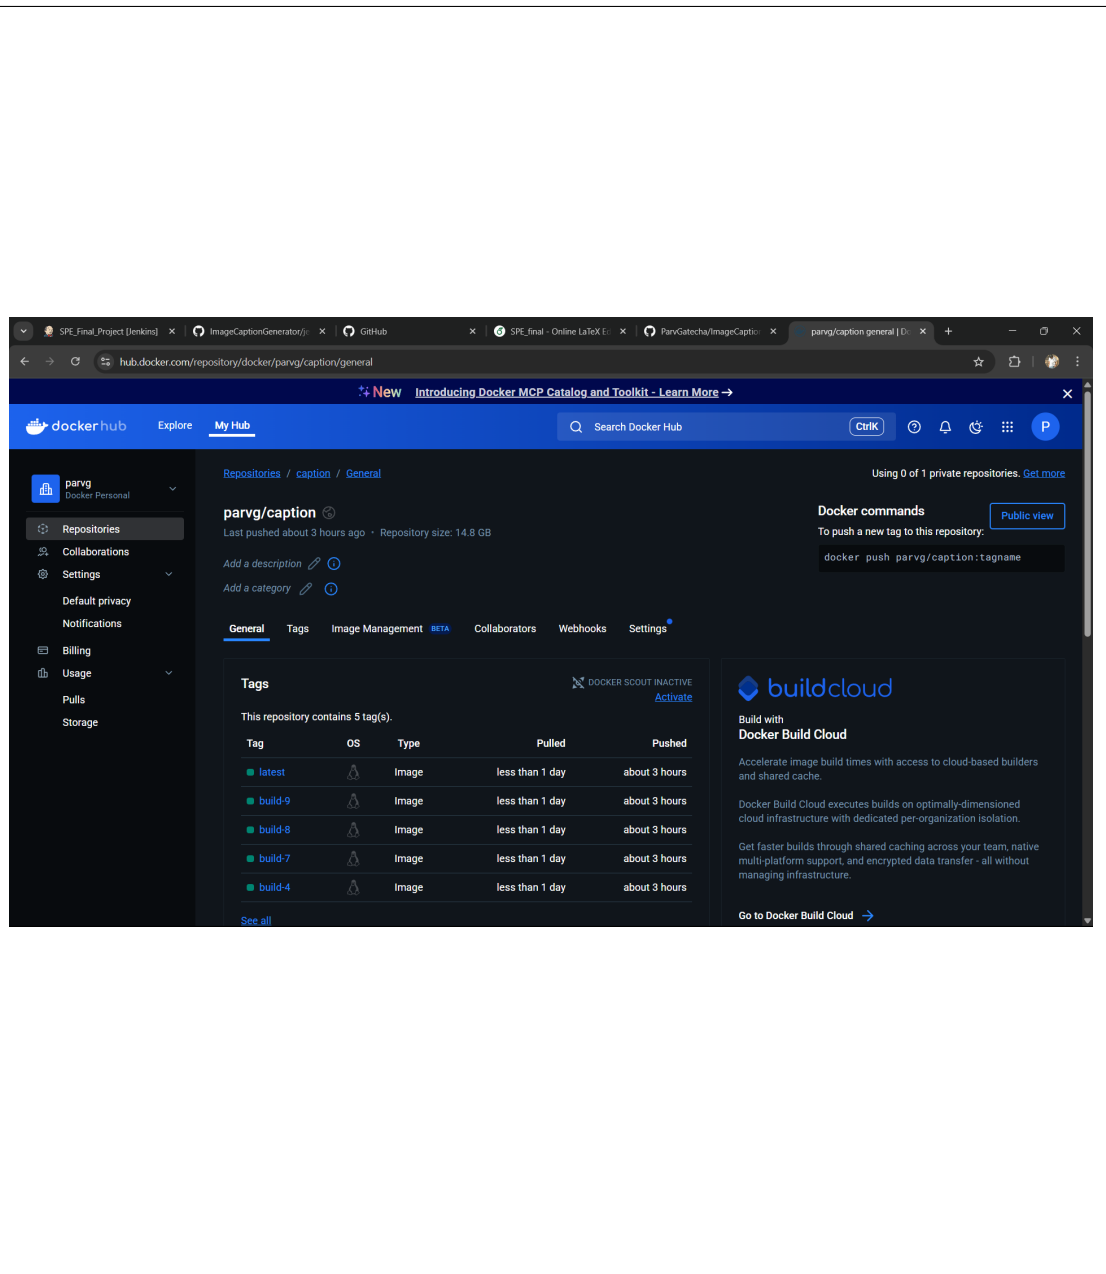 SPE_Final_Project [Jenkins]
ImageCaptionGenerator/je
GitHub
SPE_final - Online LaTeX Ed
ParvGatecha/ImageCaption
parvg/caption general | Do
hub.docker.com/repository/docker/parvg/caption/general
New Introducing Docker MCP Catalog and Toolkit - Learn More →
dockerhub
Explore
My Hub
Search Docker Hub
CtrlK
P
parvg
Docker Personal
Repositories
Collaborations
Settings
Default privacy
Notifications
Billing
Usage
Pulls
Storage
Repositories / caption / General
Using 0 of 1 private repositories. Get more
parvg/caption
Last pushed about 3 hours ago · Repository size: 14.8 GB
Add a description
Add a category
Docker commands
Public view
To push a new tag to this repository:
docker push parvg/caption:tagname
General Tags Image Management BETA Collaborators Webhooks Settings
Tags
DOCKER SCOUT INACTIVE
Activate
This repository contains 5 tag(s).
Tag OS Type Pulled Pushed
latest Image less than 1 day about 3 hours
build-9 Image less than 1 day about 3 hours
build-8 Image less than 1 day about 3 hours
build-7 Image less than 1 day about 3 hours
build-4 Image less than 1 day about 3 hours
See all
buildcloud
Build with
Docker Build Cloud
Accelerate image build times with access to cloud-based builders
and shared cache.
Docker Build Cloud executes builds on optimally-dimensioned
cloud infrastructure with dedicated per-organization isolation.
Get faster builds through shared caching across your team, native
multi-platform support, and encrypted data transfer - all without
managing infrastructure.
Go to Docker Build Cloud →